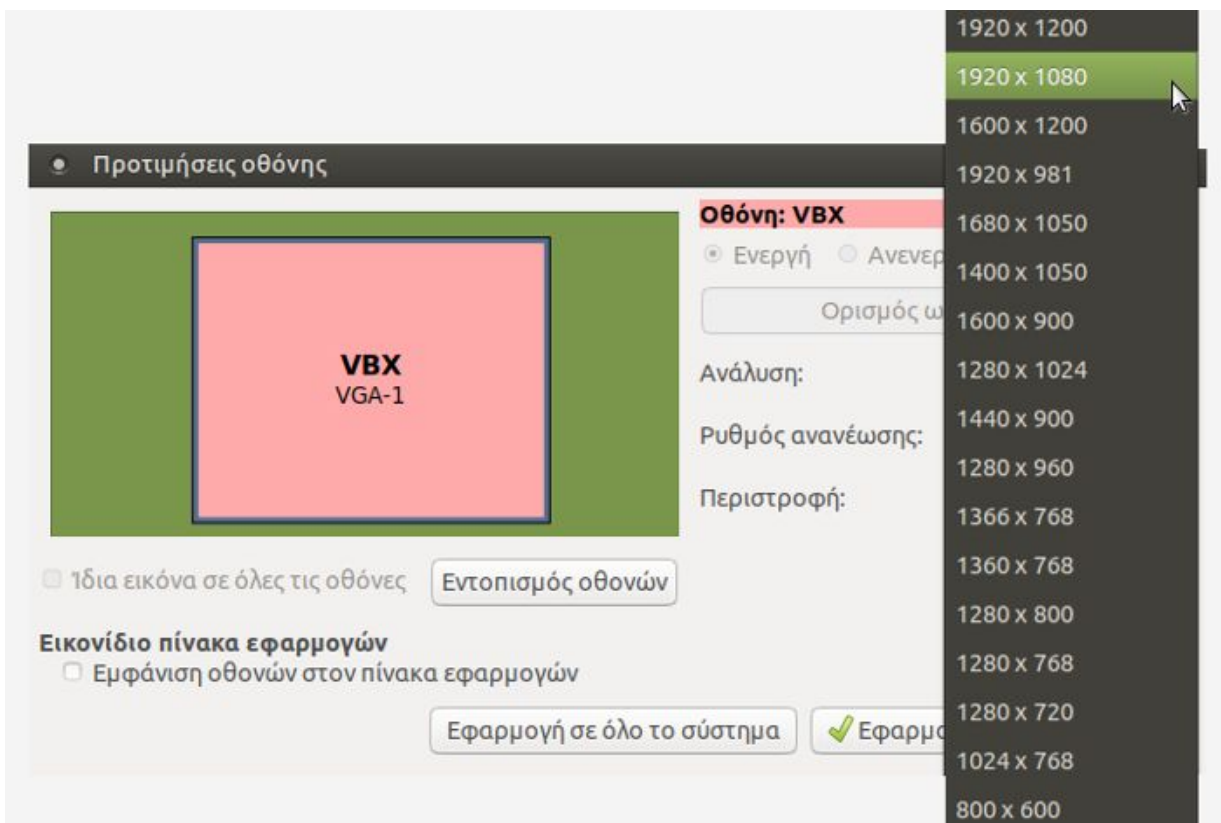 1920 x 1200
1920 x 1080
1600 x 1200
1920 x 981
1680 x 1050
1400 x 1050
1600 x 900
1280 x 1024
1440 x 900
1280 x 960
1366 x 768
1360 x 768
1280 x 800
1280 x 768
1280 x 720
1024 x 768
800 x 600
Προτιμήσεις οθόνης
VBX
VGA-1
Οθόνη: VBX
Ενεργή
Ορισμός
Ανάλυση:
Ρυθμός ανανέωσης:
Περιστροφή:
Ίδια εικόνα σε όλες τις οθόνες
Εντοπισμός οθονών
Εικονίδιο πίνακα εφαρμογών
Εμφάνιση οθονών στον πίνακα εφαρμογών
Εφαρμογή σε όλο το σύστημα